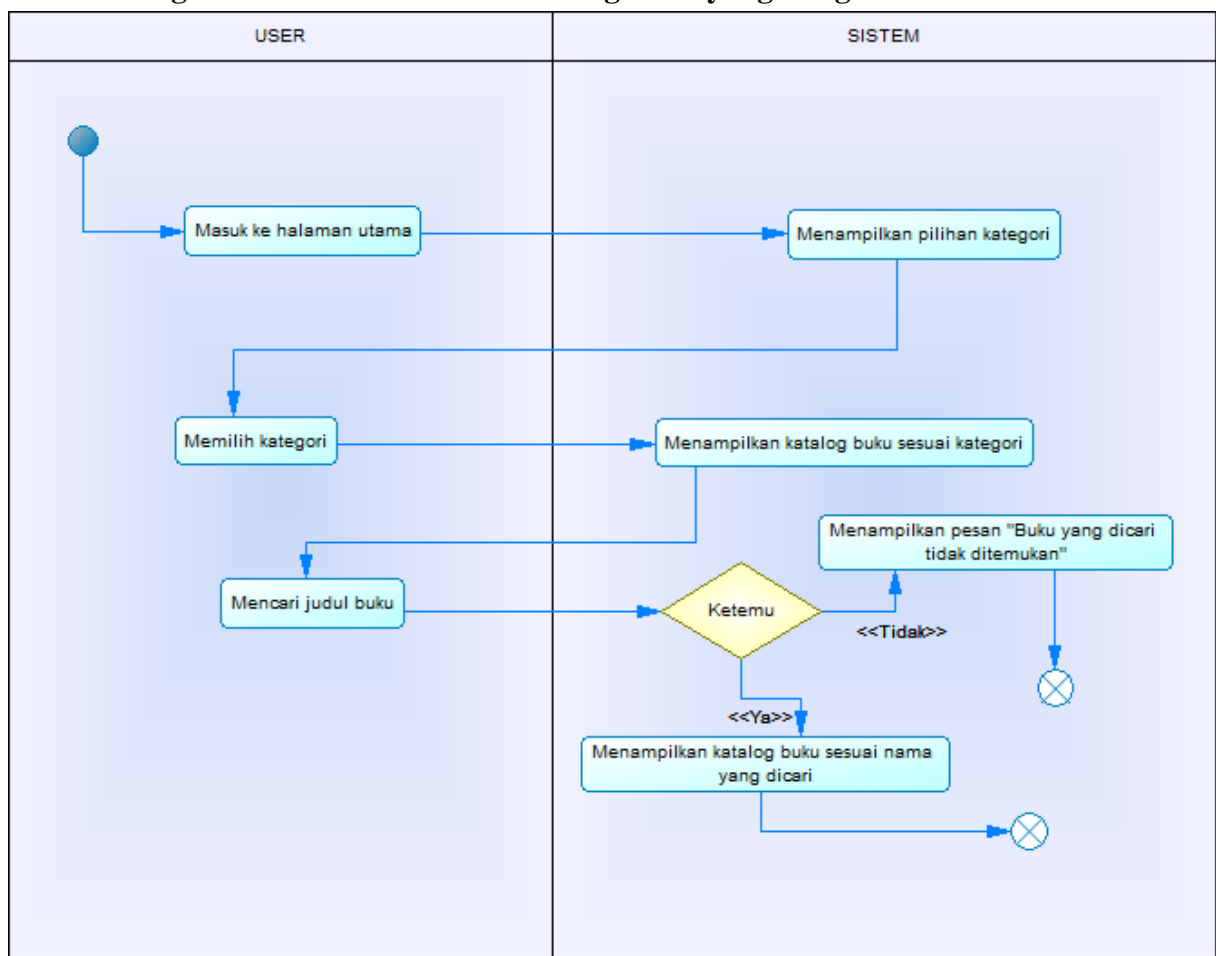 USER
SISTEM
Masuk ke halaman utama
Menampilkan pilihan kategori
Memilih kategori
Menampilkan katalog buku sesuai kategori
Menampilkan pesan "Buku yang dicari
tidak ditemukan"
Mencari judul buku
Ketemu
<<Tidak>>
<<Ya>>
Menampilkan katalog buku sesuai nama
yang dicari